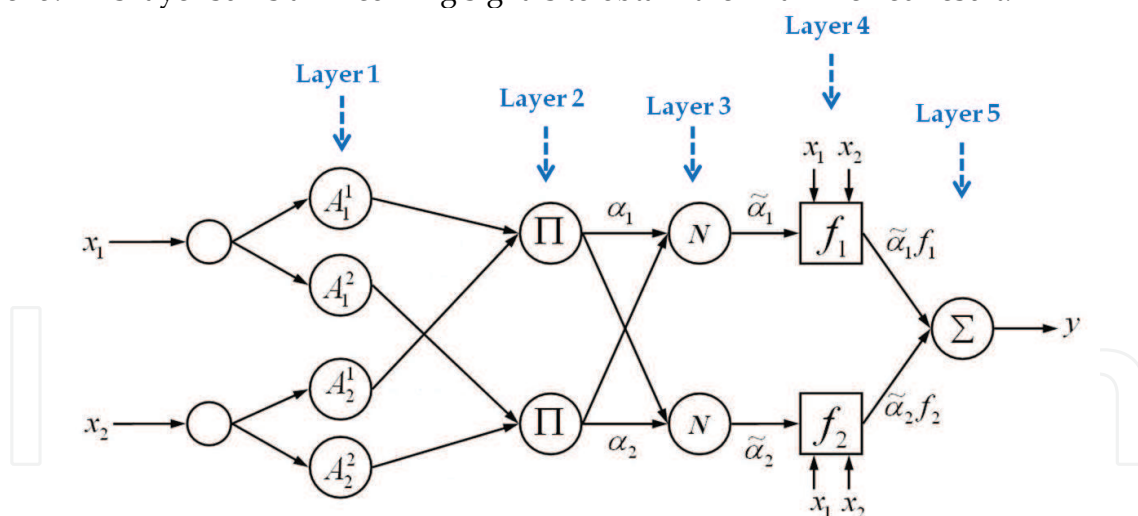 Layer 4
Layer 1
Layer 2
Layer 3
Layer 5
x₁ x₂
A₁¹
Π α₁ N α̃₁ f₁ α̃₁f₁
x₁
A₁²
Σ y
A₂¹
x₂
Π α₂ N α̃₂ f₂ α̃₂f₂
A₂²
x₁ x₂